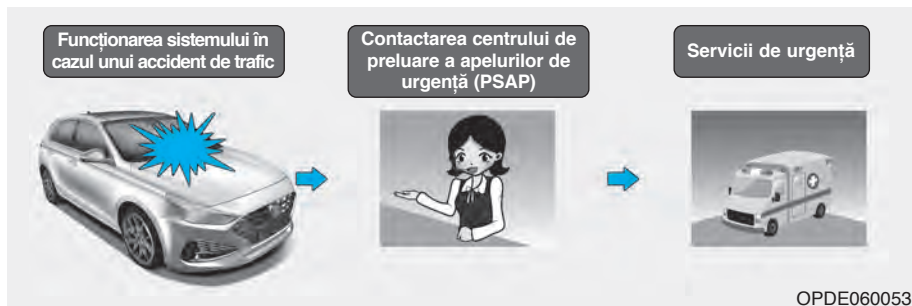 Funcționarea sistemului în
cazul unui accident de trafic
Contactarea centrului de
preluare a apelurilor de
urgență (PSAP)
Servicii de urgență
OPDE060053